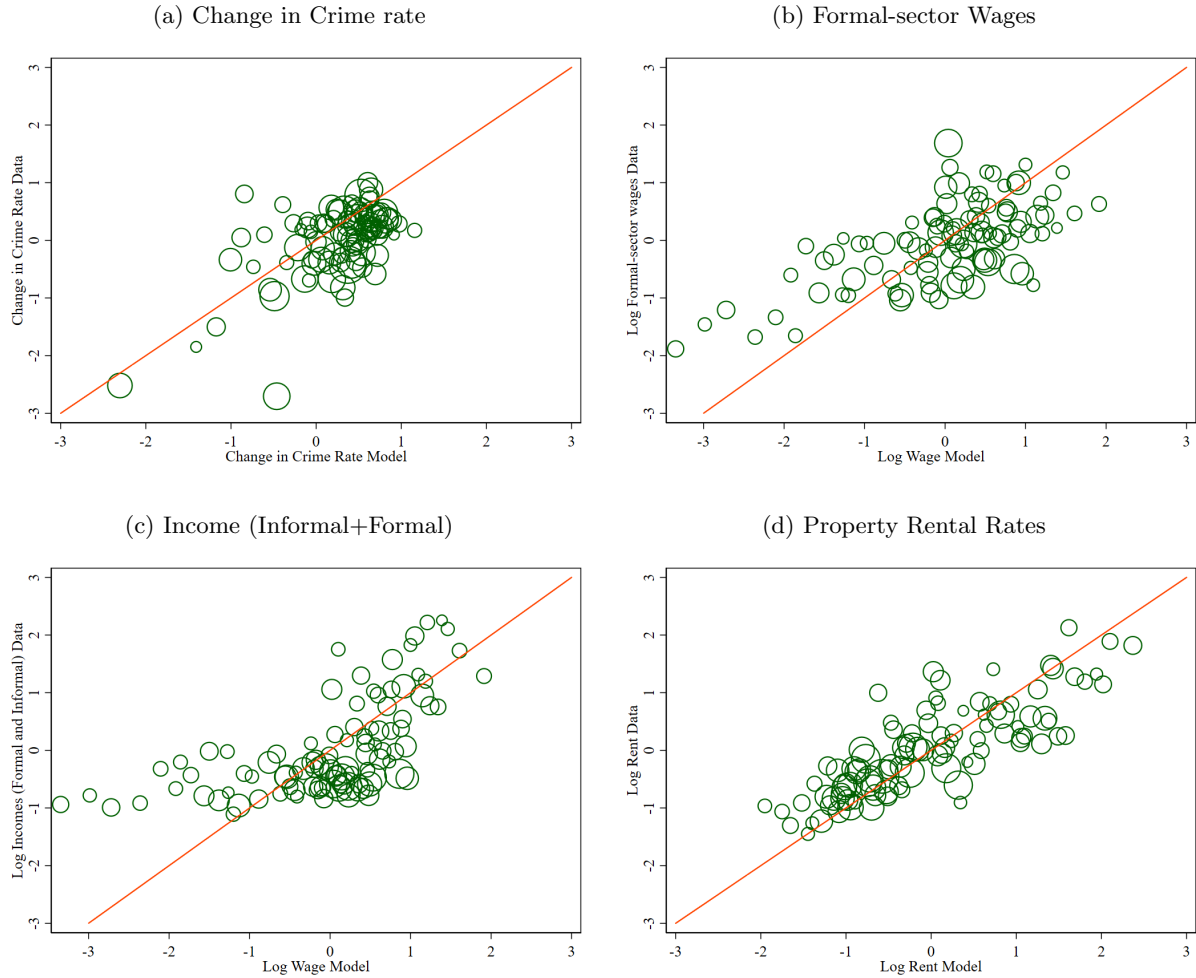 (a) Change in Crime rate
Change in Crime Rate Data
3
2
1
0
-1
-2
-3
-3 -2 -1 0 1 2 3
Change in Crime Rate Model
(b) Formal-sector Wages
Log Formal-sector wages Data
3
2
1
0
-1
-2
-3
-3 -2 -1 0 1 2 3
Log Wage Model
(c) Income (Informal+Formal)
Log Incomes (Formal and Informal) Data
3
2
1
0
-1
-2
-3
-3 -2 -1 0 1 2 3
Log Wage Model
(d) Property Rental Rates
Log Rent Data
3
2
1
0
-1
-2
-3
-3 -2 -1 0 1 2 3
Log Rent Model